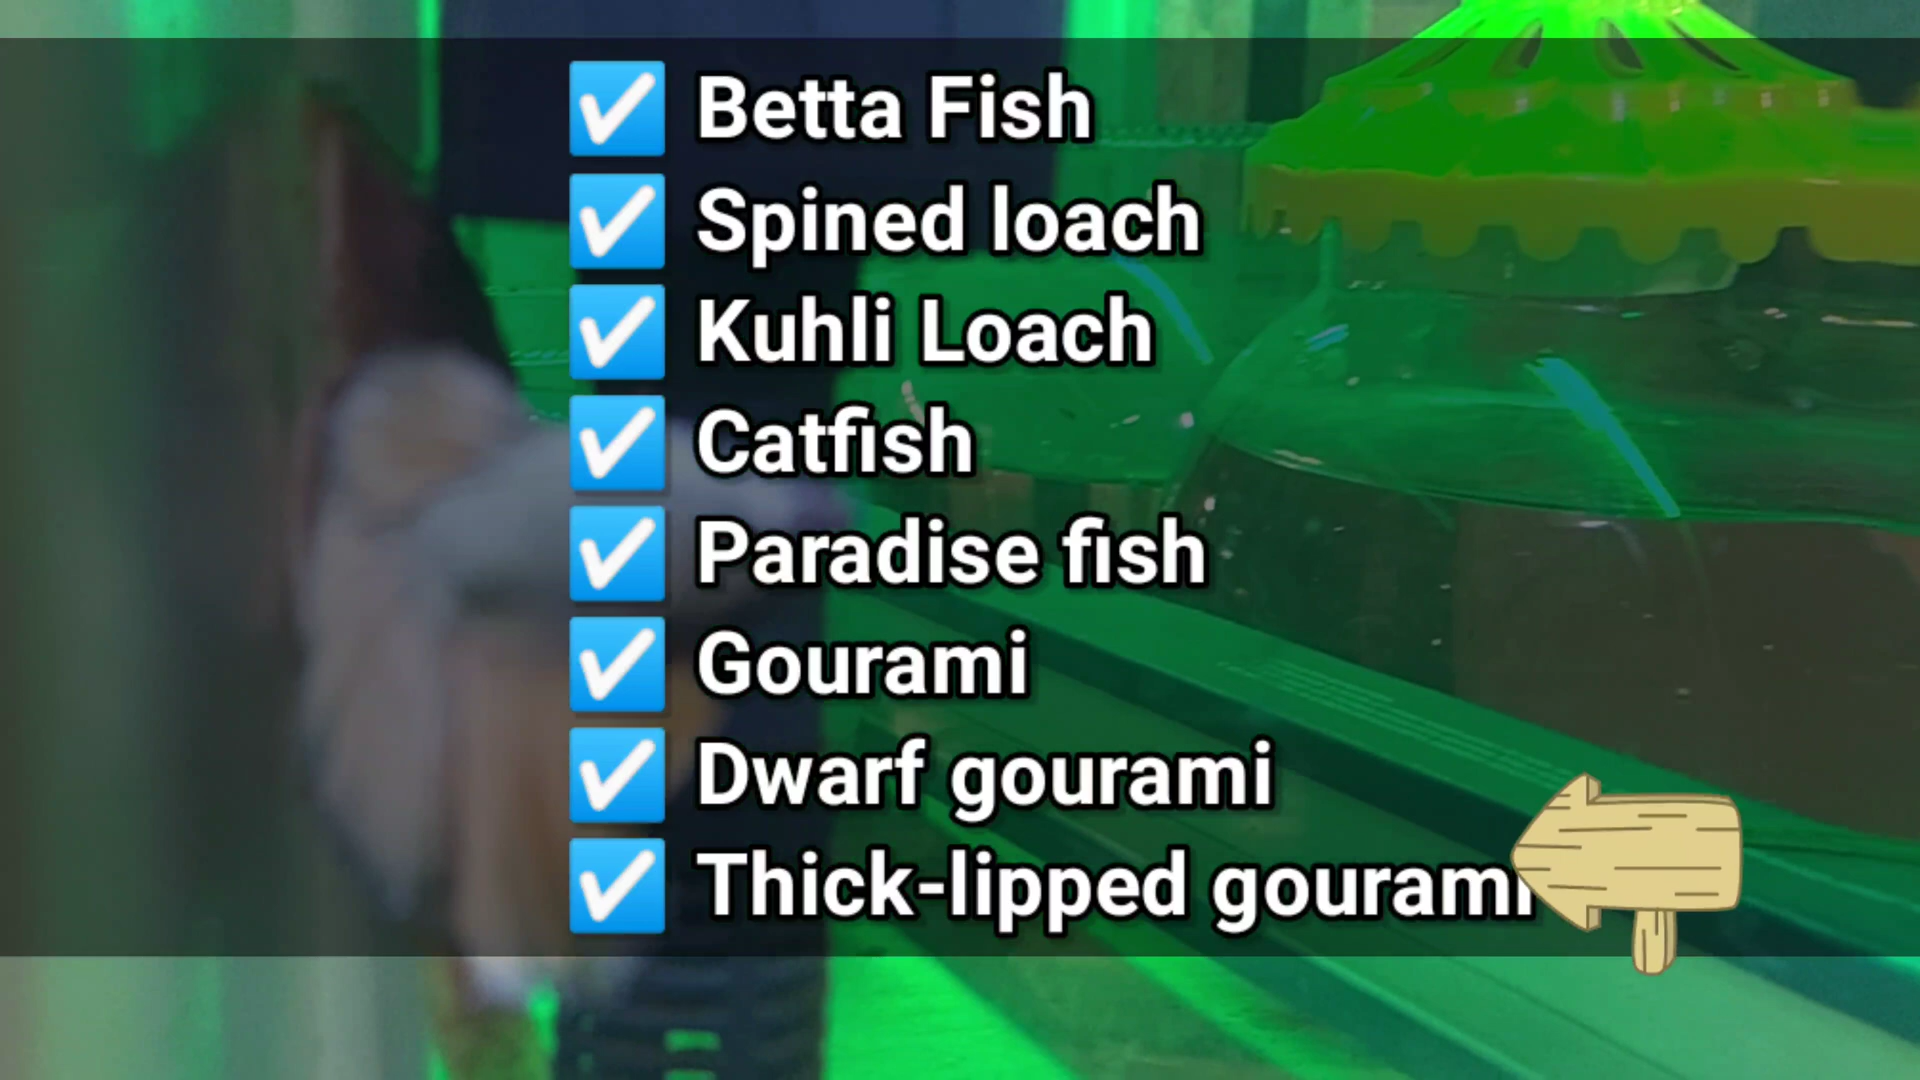 ✅ Betta Fish
✅ Spined loach
✅ Kuhli Loach
✅ Catfish
✅ Paradise fish
✅ Gourami
✅ Dwarf gourami
✅ Thick-lipped gourami